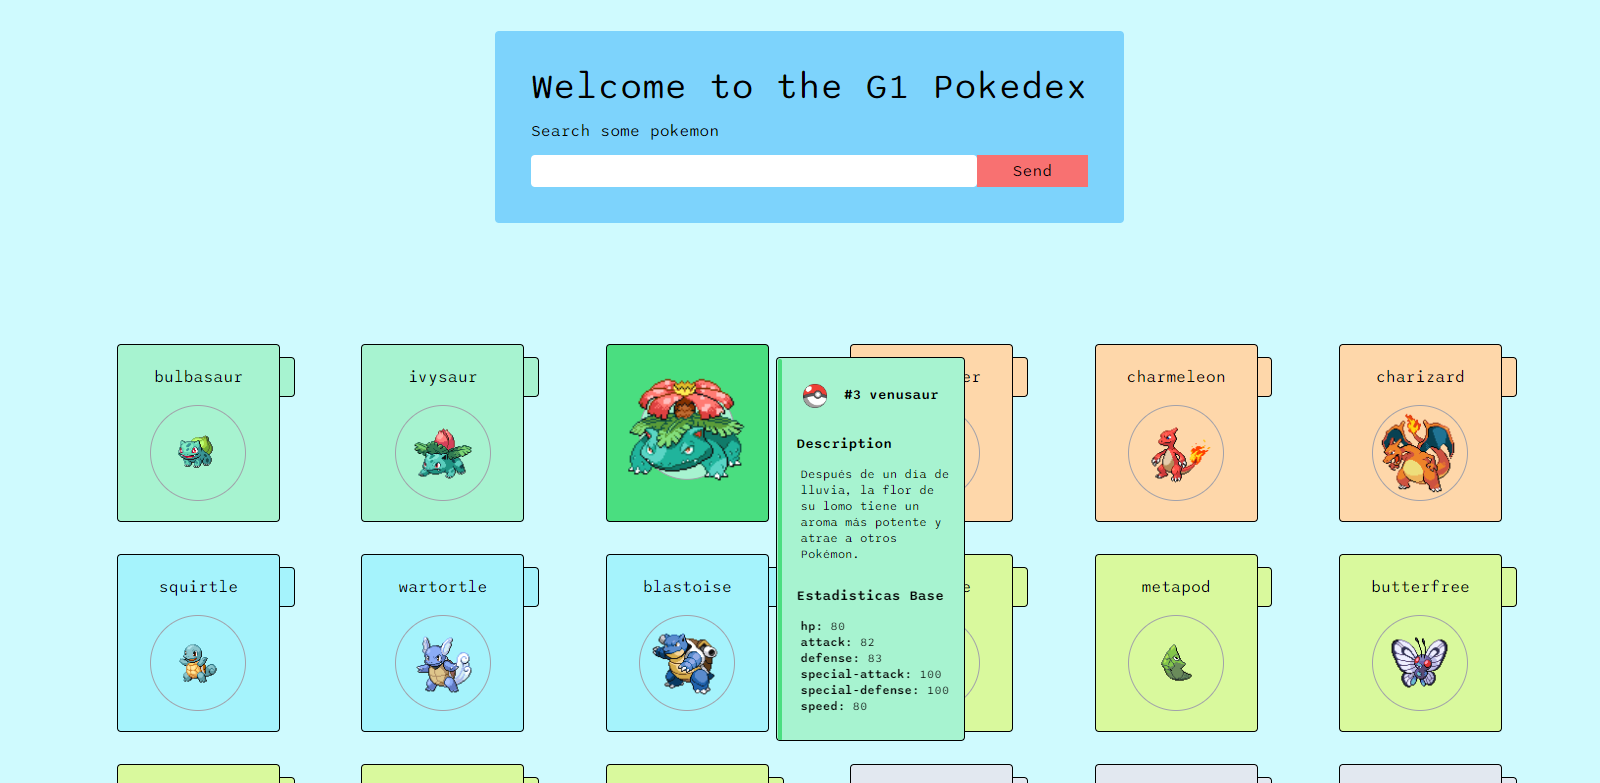 Welcome to the G1 Pokedex
Search some pokemon
Send
bulbasaur
ivysaur
er
charmeleon
charizard
#3 venusaur
Description
Después de un dia de
lluvia, la flor de
su lomo tiene un
aroma más potente y
atrae a otros
Pokémon.
Estadisticas Base
hp: 80
attack: 82
defense: 83
special-attack: 100
special-defense: 100
speed: 80
squirtle
wartortle
blastoise
e
metapod
butterfree